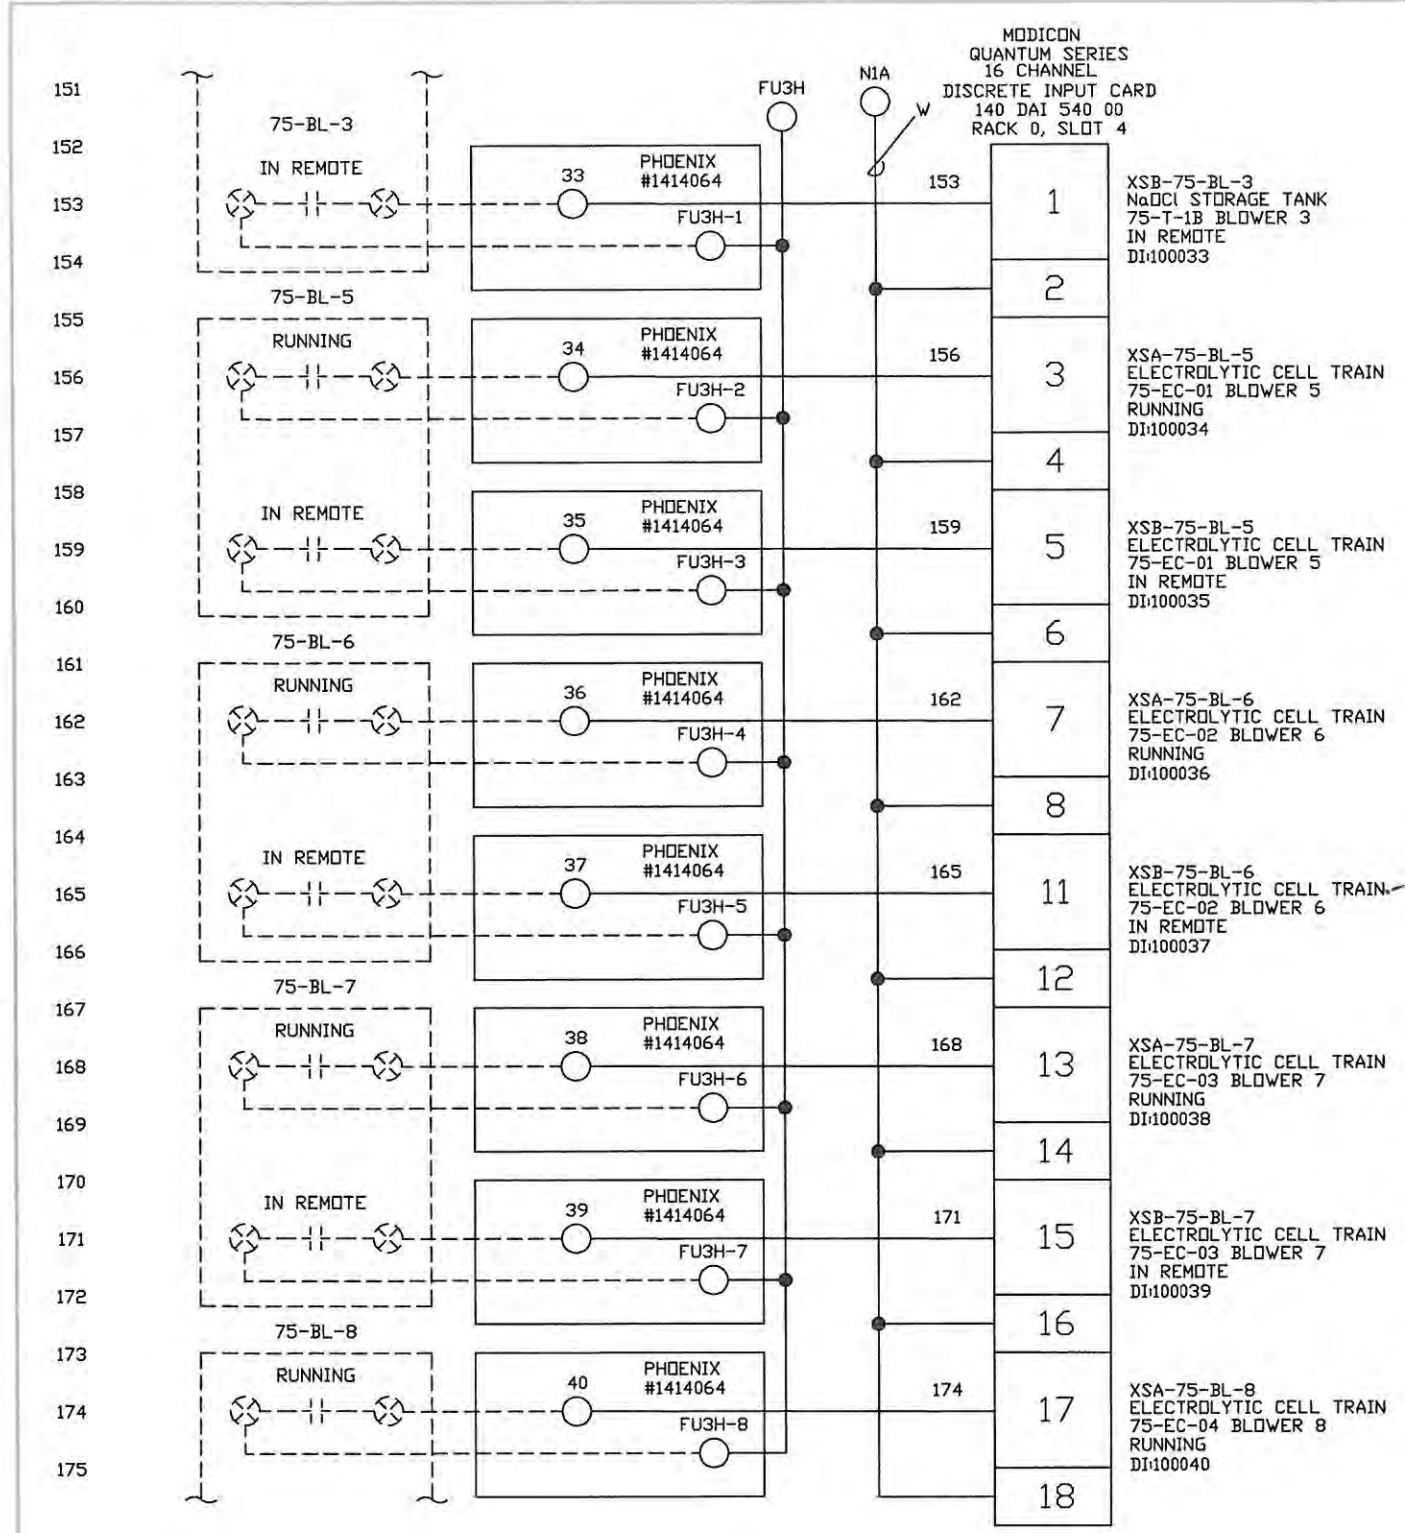 MODICON
QUANTUM SERIES
16 CHANNEL
DISCRETE INPUT CARD
140 DAI 540 00
RACK 0, SLOT 4
FU3H
N1A
W
151
75-BL-3
152
IN REMOTE
33
PHOENIX
#1414064
153
153
1
XSB-75-BL-3
NaOCl STORAGE TANK
75-T-1B BLOWER 3
IN REMOTE
DI:100033
FU3H-1
154
2
75-BL-5
155
RUNNING
34
PHOENIX
#1414064
156
156
3
XSA-75-BL-5
ELECTROLYTIC CELL TRAIN
75-EC-01 BLOWER 5
RUNNING
DI:100034
FU3H-2
157
4
158
IN REMOTE
35
PHOENIX
#1414064
159
159
5
XSB-75-BL-5
ELECTROLYTIC CELL TRAIN
75-EC-01 BLOWER 5
IN REMOTE
DI:100035
FU3H-3
160
6
75-BL-6
161
RUNNING
36
PHOENIX
#1414064
162
162
7
XSA-75-BL-6
ELECTROLYTIC CELL TRAIN
75-EC-02 BLOWER 6
RUNNING
DI:100036
FU3H-4
163
8
164
IN REMOTE
37
PHOENIX
#1414064
165
165
11
XSB-75-BL-6
ELECTROLYTIC CELL TRAIN
75-EC-02 BLOWER 6
IN REMOTE
DI:100037
FU3H-5
166
12
75-BL-7
167
RUNNING
38
PHOENIX
#1414064
168
168
13
XSA-75-BL-7
ELECTROLYTIC CELL TRAIN
75-EC-03 BLOWER 7
RUNNING
DI:100038
FU3H-6
169
14
170
IN REMOTE
39
PHOENIX
#1414064
171
171
15
XSB-75-BL-7
ELECTROLYTIC CELL TRAIN
75-EC-03 BLOWER 7
IN REMOTE
DI:100039
FU3H-7
172
16
75-BL-8
173
RUNNING
40
PHOENIX
#1414064
174
174
17
XSA-75-BL-8
ELECTROLYTIC CELL TRAIN
75-EC-04 BLOWER 8
RUNNING
DI:100040
FU3H-8
175
18